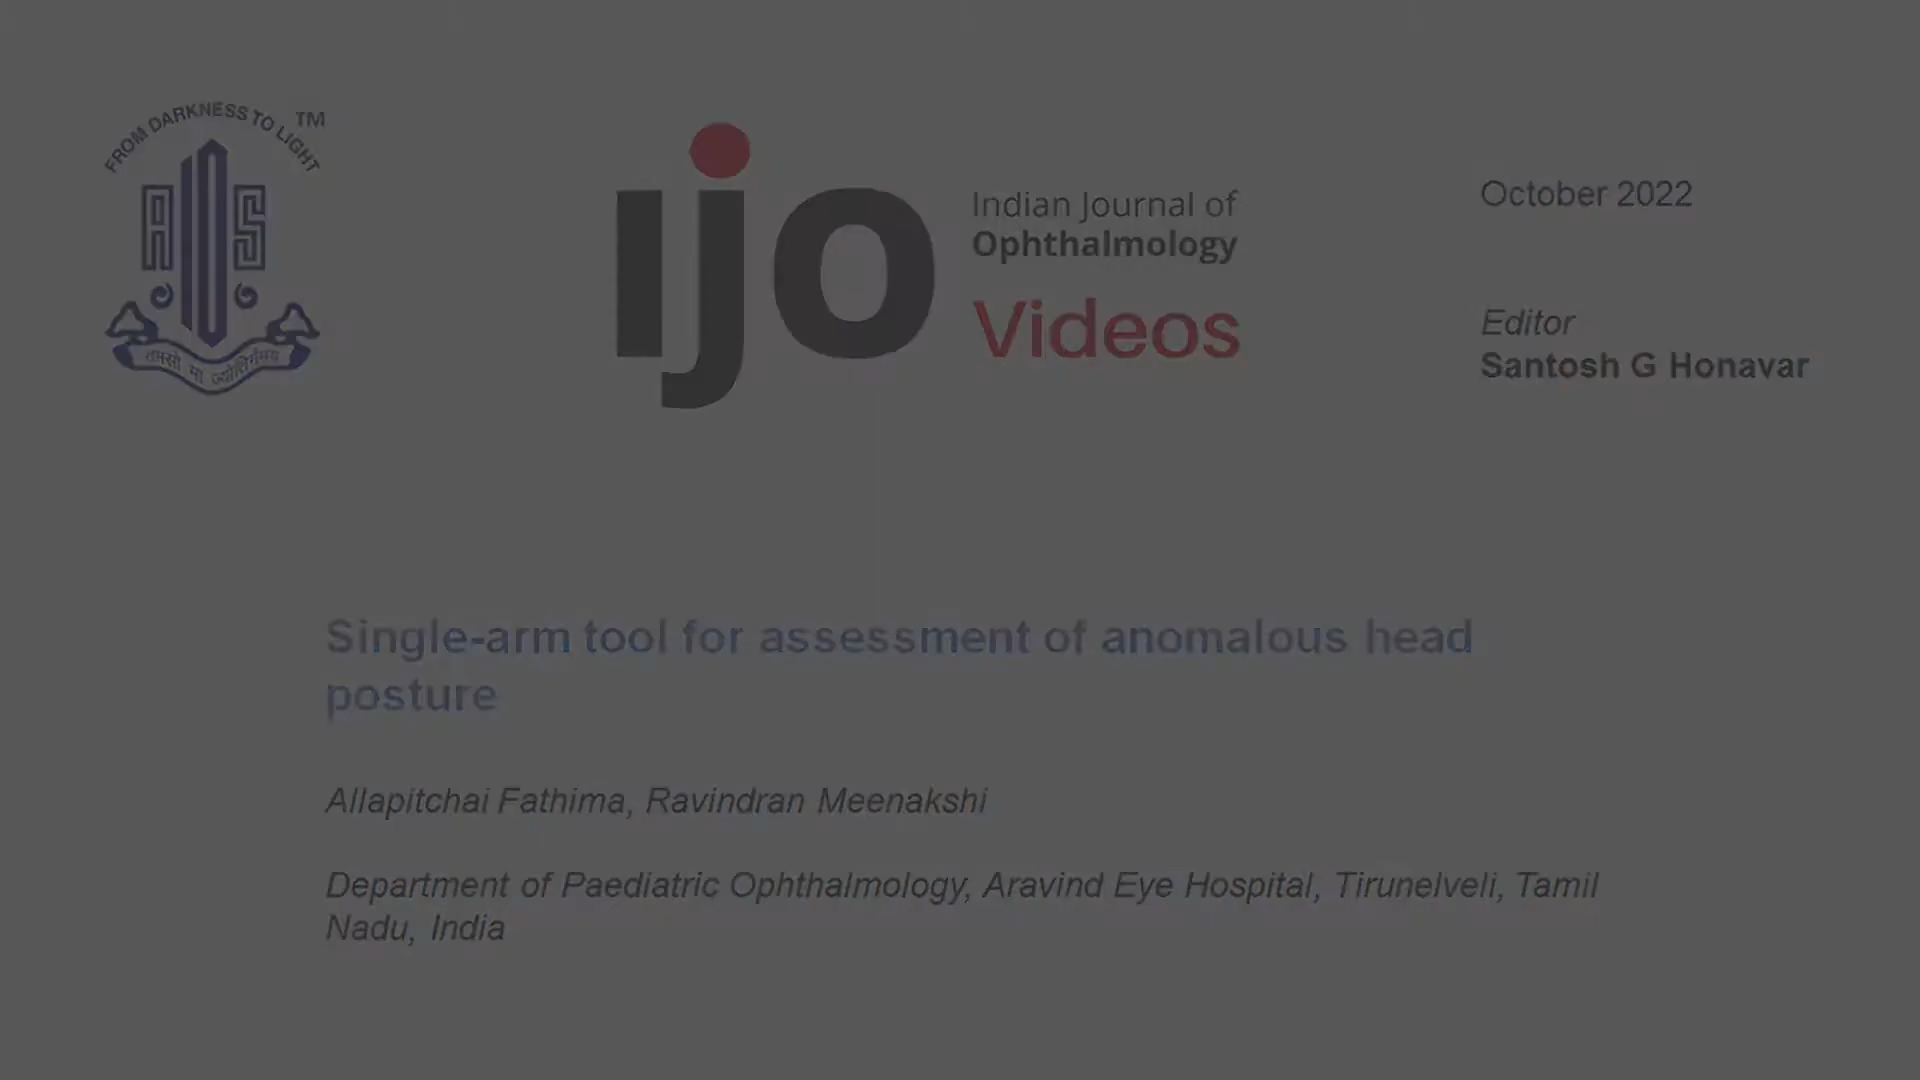 FROM DARKNESS TO LIGHT
TM
AIOS
तमसो मा ज्योतिर्गमय
ijo
Indian Journal of
Ophthalmology
Videos
October 2022
Editor
Santosh G Honavar
Single-arm tool for assessment of anomalous head
posture
Allapitchai Fathima, Ravindran Meenakshi
Department of Paediatric Ophthalmology, Aravind Eye Hospital, Tirunelveli, Tamil
Nadu, India